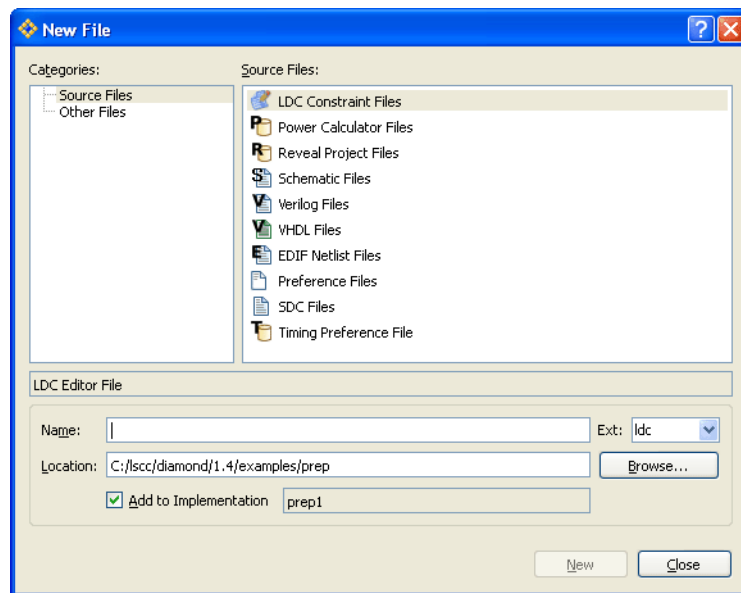 New File
Categories:
Source Files:
Source Files
Other Files
LDC Constraint Files
Power Calculator Files
Reveal Project Files
Schematic Files
Verilog Files
VHDL Files
EDIF Netlist Files
Preference Files
SDC Files
Timing Preference File
LDC Editor File
Name:
Ext: ldc
Location: C:/lscc/diamond/1.4/examples/prep
Browse...
Add to Implementation prep1
New
Close